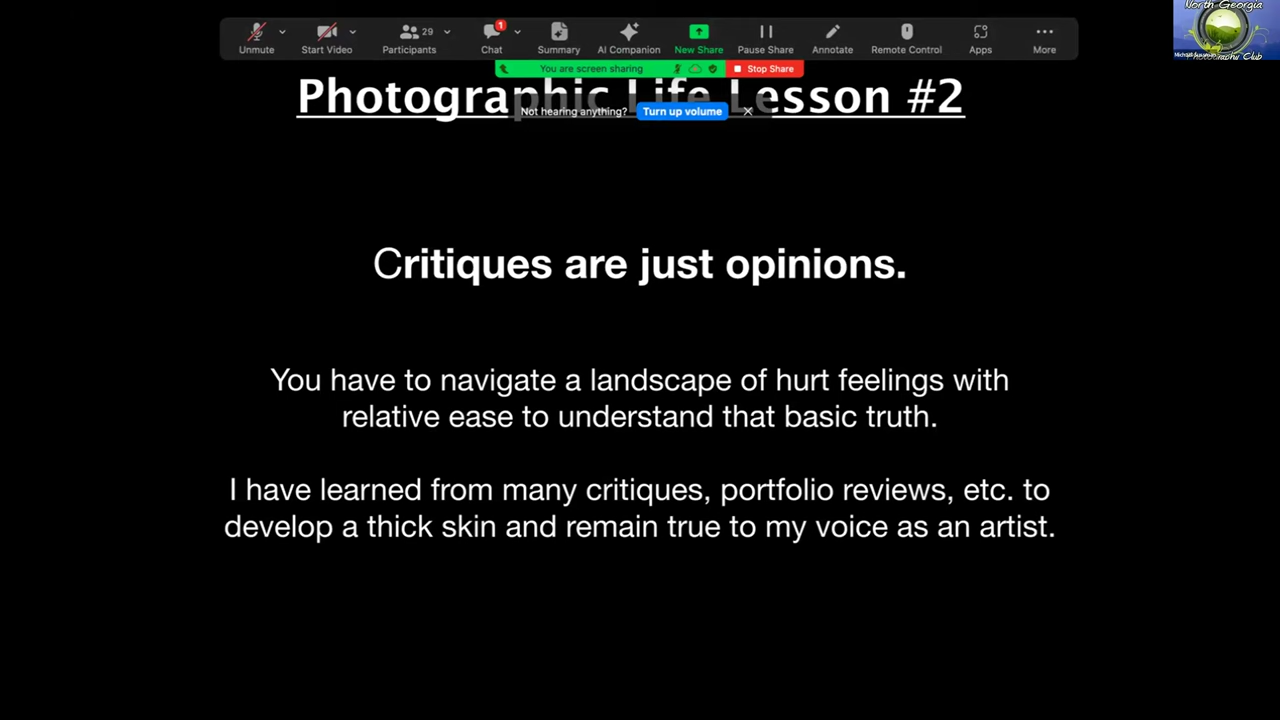 North Georgia
Photography Club
29
1
Unmute
Start Video
Participants
Chat
Summary
AI Companion
New Share
Pause Share
Annotate
Remote Control
Apps
More
You are screen sharing
Stop Share
Photographic Life Lesson #2
Not hearing anything?
Turn up volume
Critiques are just opinions.
You have to navigate a landscape of hurt feelings with
relative ease to understand that basic truth.
I have learned from many critiques, portfolio reviews, etc. to
develop a thick skin and remain true to my voice as an artist.